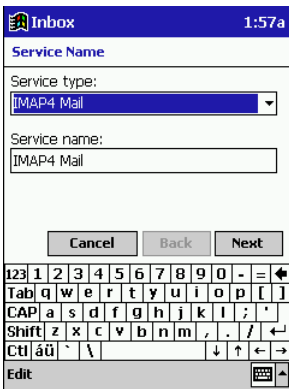 Inbox 1:57a
Service Name
Service type:
IMAP4 Mail
Service name:
IMAP4 Mail
Cancel Back Next
123 1 2 3 4 5 6 7 8 9 0 - =
Tab q w e r t y u i o p [ ]
CAP a s d f g h j k l ; '
Shift z x c v b n m , . /
Ctl áü ` \
Edit